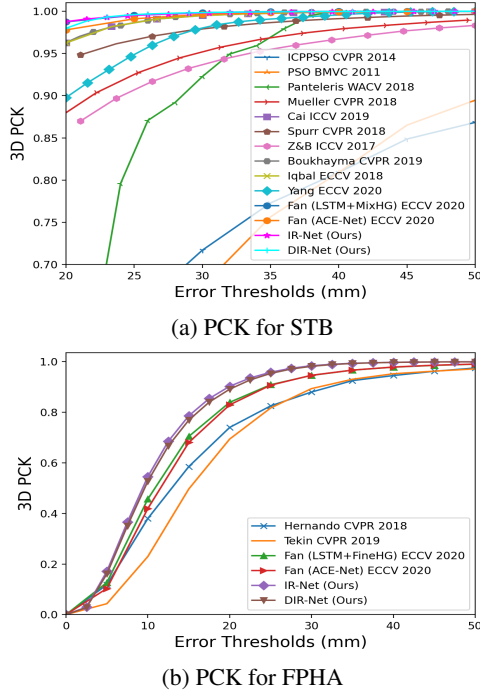 1.00
0.95
0.90
0.85
0.80
0.75
0.70
3D PCK
ICPPSO CVPR 2014
PSO BMVC 2011
Panteleris WACV 2018
Mueller CVPR 2018
Cai ICCV 2019
Spurr CVPR 2018
Z&B ICCV 2017
Boukhayma CVPR 2019
Iqbal ECCV 2018
Yang ECCV 2020
Fan (LSTM+MixHG) ECCV 2020
Fan (ACE-Net) ECCV 2020
IR-Net (Ours)
DIR-Net (Ours)
20 25 30 35 40 45 50
Error Thresholds (mm)
(a) PCK for STB
1.0
0.8
0.6
0.4
0.2
0.0
3D PCK
Hernando CVPR 2018
Tekin CVPR 2019
Fan (LSTM+FineHG) ECCV 2020
Fan (ACE-Net) ECCV 2020
IR-Net (Ours)
DIR-Net (Ours)
0 10 20 30 40 50
Error Thresholds (mm)
(b) PCK for FPHA